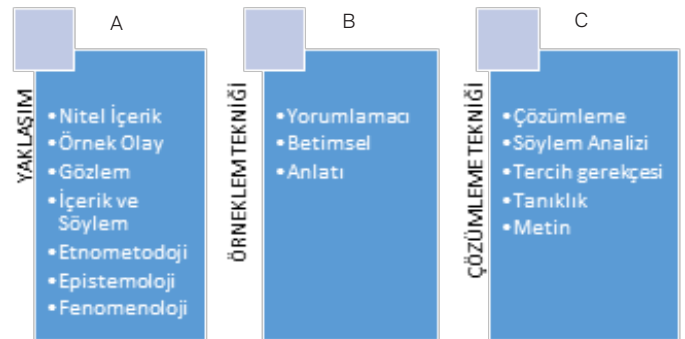 A
YAKLAŞIM
•Nitel İçerik
•Örnek Olay
•Gözlem
•İçerik ve
Söylem
•Etnometodoji
•Epistemoloji
•Fenomenoloji
B
ÖRNEKLEM TEKNİĞİ
•Yorumlamacı
•Betimsel
•Anlatı
C
ÇÖZÜMLEME TEKNİĞİ
•Çözümleme
•Söylem Analizi
•Tercih gerekçesi
•Tanıklık
•Metin